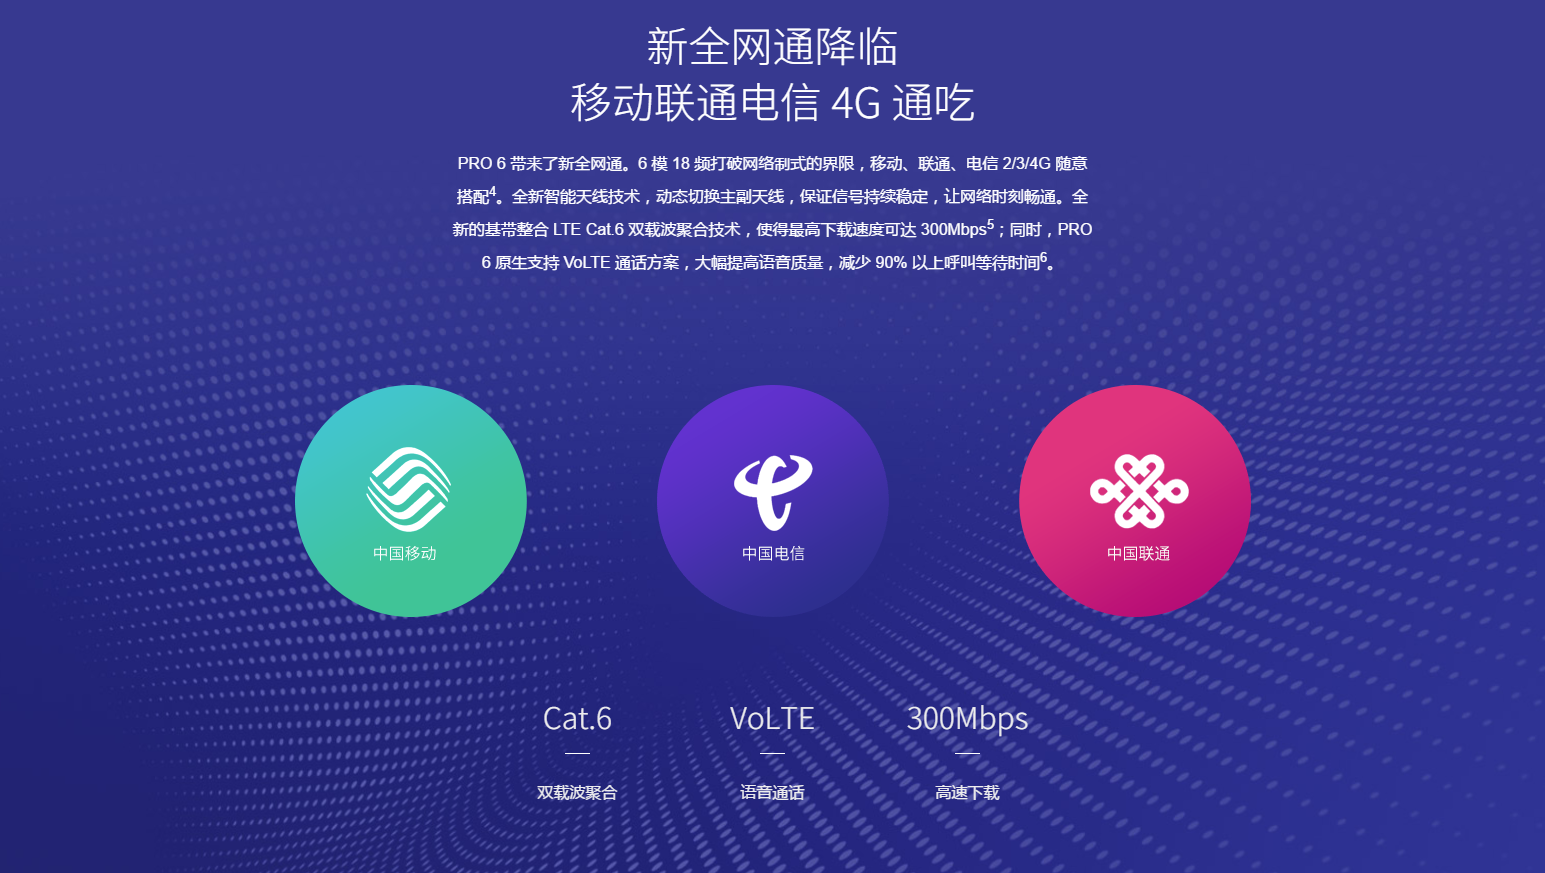 新全网通降临
移动联通电信 4G 通吃
PRO 6 带来了新全网通。6 模 18 频打破网络制式的界限，移动、联通、电信 2/3/4G 随意
搭配4。全新智能天线技术，动态切换主副天线，保证信号持续稳定，让网络时刻畅通。全
新的基带整合 LTE Cat.6 双载波聚合技术，使得最高下载速度可达 300Mbps5；同时，PRO
6 原生支持 VoLTE 通话方案，大幅提高语音质量，减少 90% 以上呼叫等待时间6。
中国移动
中国电信
中国联通
Cat.6
VoLTE
300Mbps
双载波聚合
语音通话
高速下载